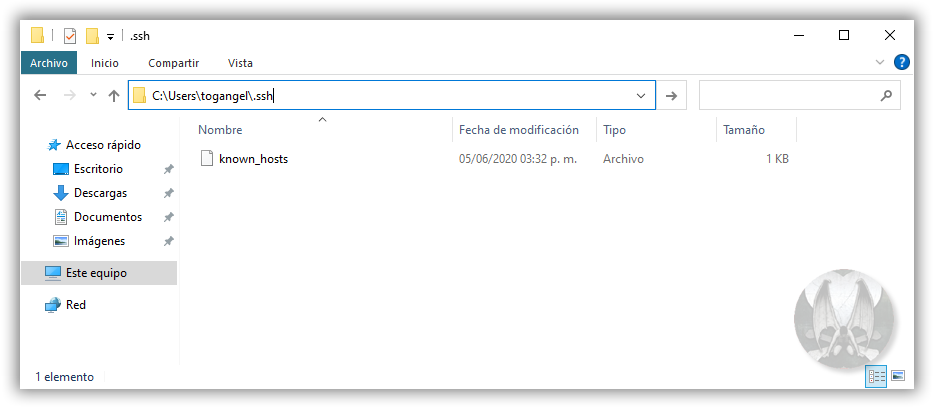 .ssh
Archivo Inicio Compartir Vista
C:\Users\togangel\.ssh
Nombre Fecha de modificación Tipo Tamaño
known_hosts 05/06/2020 03:32 p. m. Archivo 1 KB
Acceso rápido
Escritorio
Descargas
Documentos
Imágenes
Este equipo
Red
1 elemento